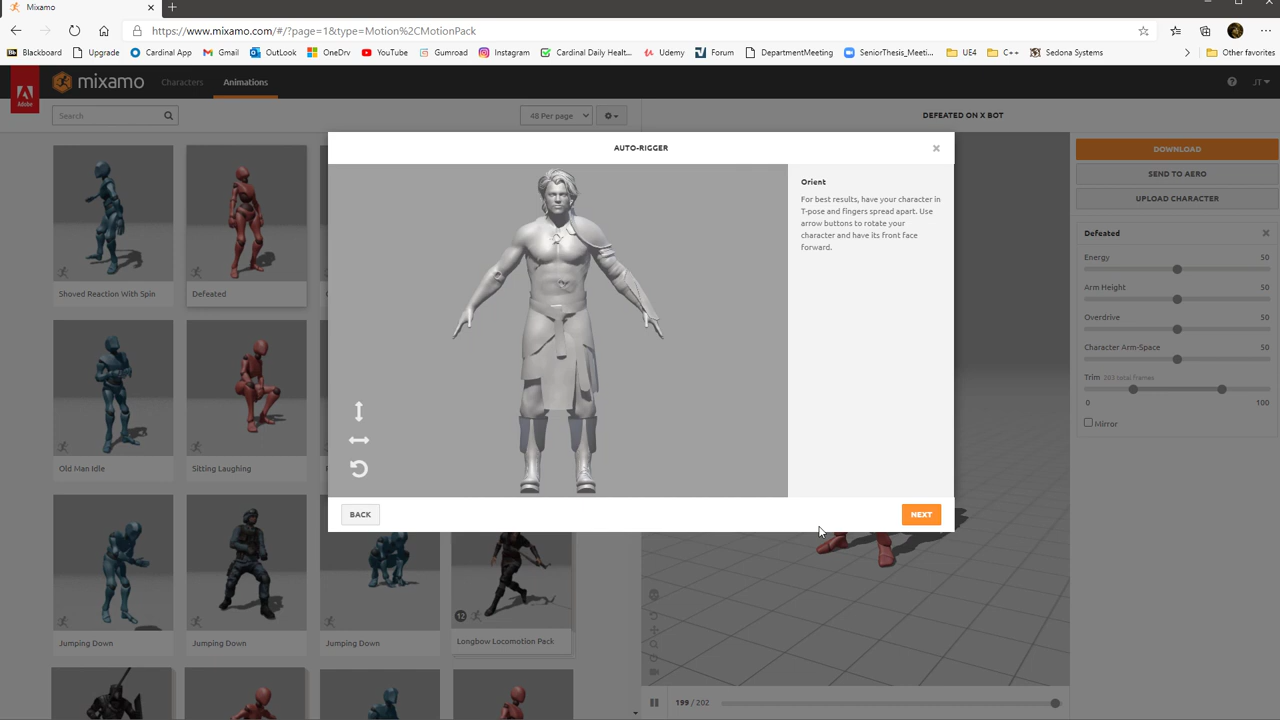 Mixamo
https://www.mixamo.com/#/?page=1&type=Motion%2CMotionPack
Blackboard Upgrade Cardinal App Gmail OutLook OneDrv YouTube Gumroad Instagram Cardinal Daily Healt... Udemy Forum DepartmentMeeting SeniorThesis_Meeti... UE4 C++ Sedona Systems Other favorites
Adobe
mixamo
Characters
Animations
JT
Search
48 Per page
DEFEATED ON X BOT
AUTO-RIGGER
Orient
For best results, have your character in
T-pose and fingers spread apart. Use
arrow buttons to rotate your
character and have its front face
forward.
BACK
NEXT
DOWNLOAD
SEND TO AERO
UPLOAD CHARACTER
Defeated
Energy 50
Arm Height 50
Overdrive 50
Character Arm-Space 50
Trim 203 total frames
0 100
Mirror
Shoved Reaction With Spin
Defeated
Old Man Idle
Sitting Laughing
12
Jumping Down
Jumping Down
Jumping Down
Longbow Locomotion Pack
199 / 202